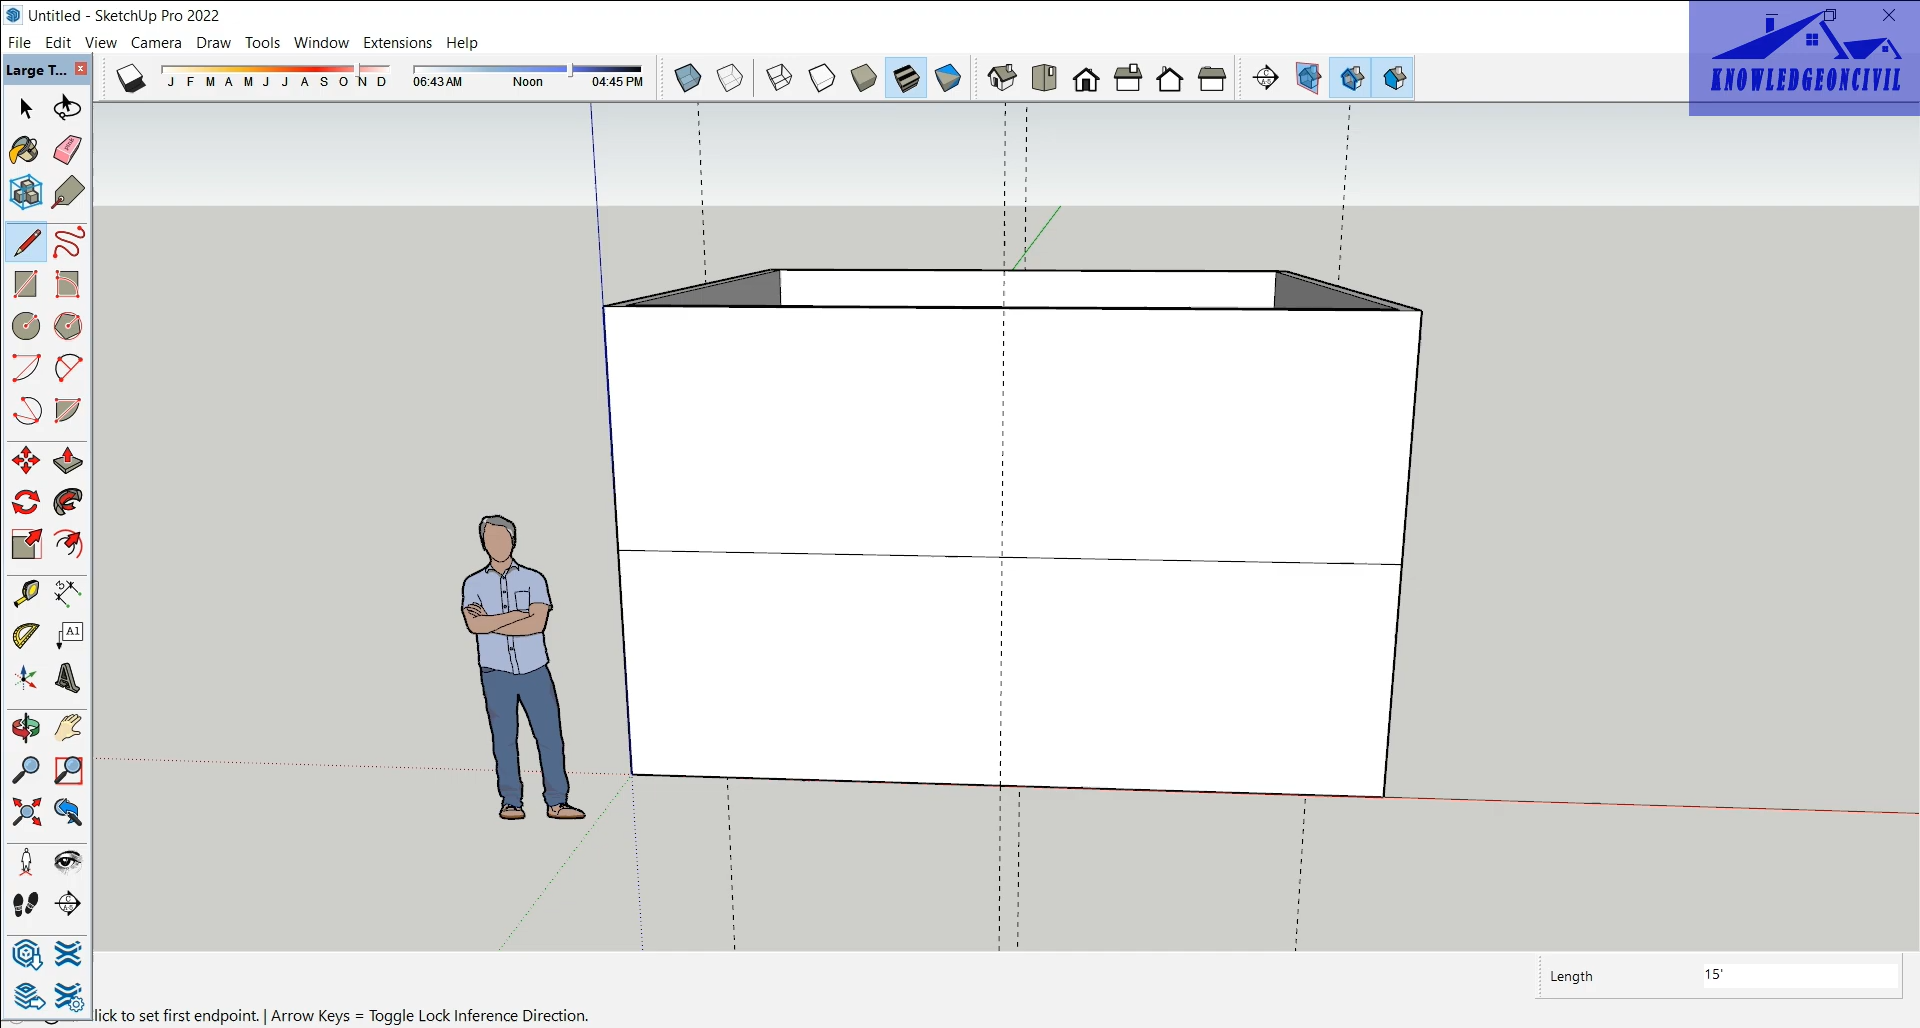 Untitled - SketchUp Pro 2022
File Edit View Camera Draw Tools Window Extensions Help
KNOWLEDGEONCIVIL
Large T...
J F M A M J J A S O N D
06:43 AM Noon 04:45 PM
A1
Length 15'
lick to set first endpoint. | Arrow Keys = Toggle Lock Inference Direction.